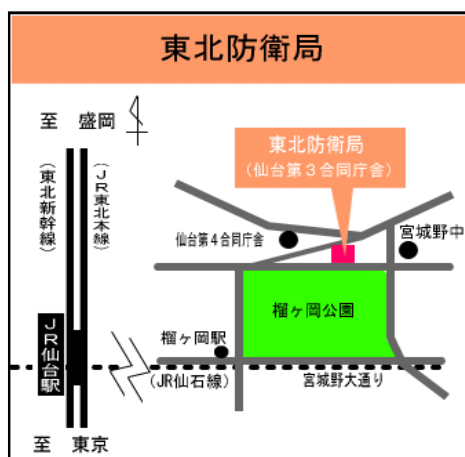 東北防衛局
至 盛岡
(東北新幹線)
(JR東北本線)
東北防衛局
(仙台第3合同庁舎)
仙台第4合同庁舎
宮城野中
榴ヶ岡公園
榴ヶ岡駅
JR仙台駅
(JR仙石線)
宮城野大通り
至 東京